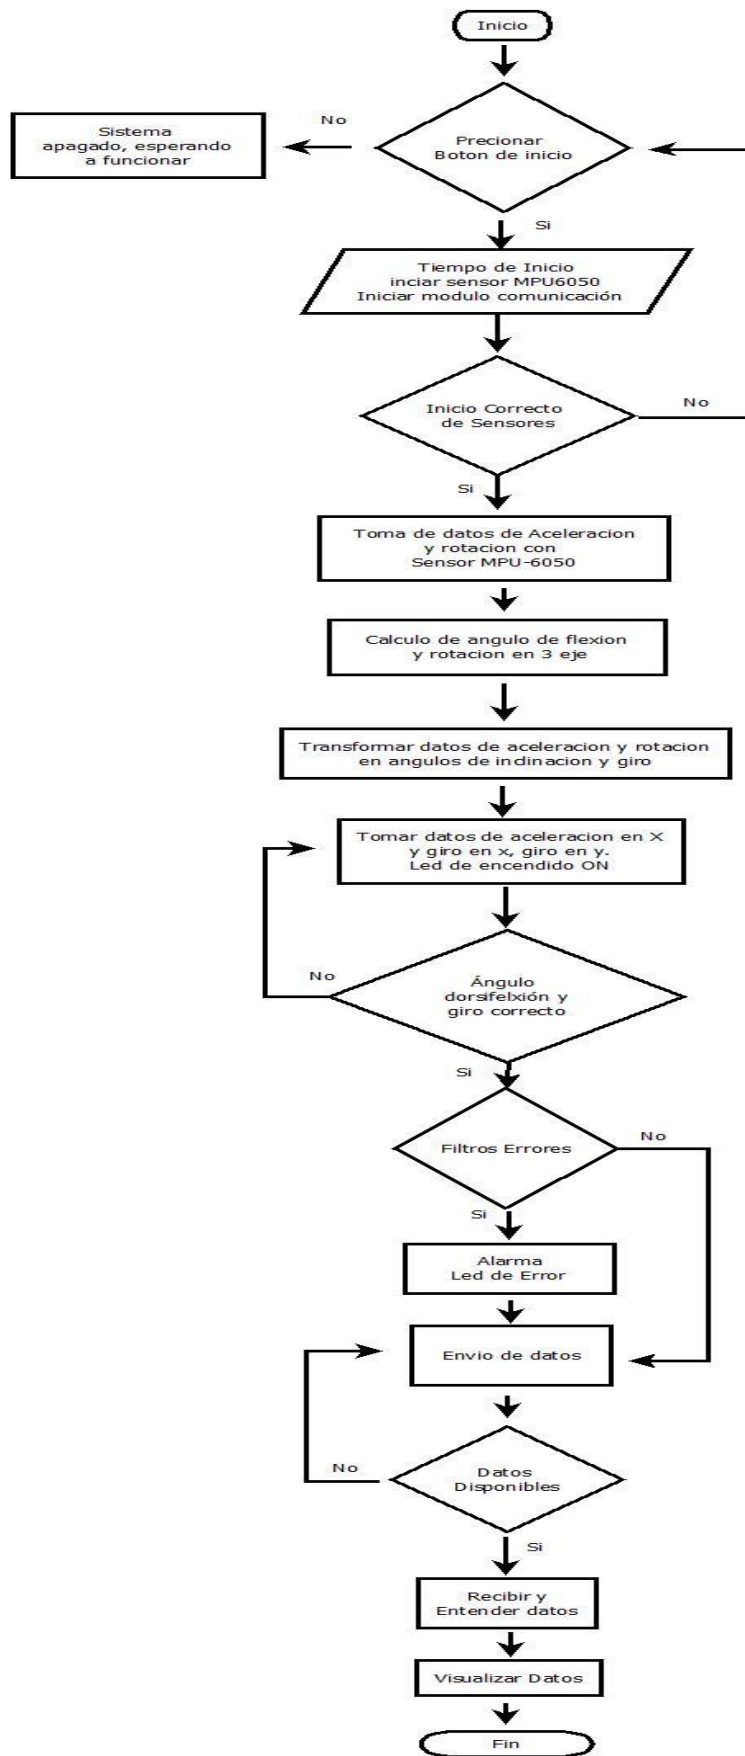 Inicio
Precionar
Boton de inicio
No
Sistema
apagado, esperando
a funcionar
Si
Tiempo de Inicio
inciar sensor MPU6050
Iniciar modulo comunicación
Inicio Correcto
de Sensores
No
Si
Toma de datos de Aceleracion
y rotacion con
Sensor MPU-6050
Calculo de angulo de flexion
y rotacion en 3 eje
Transformar datos de aceleracion y rotacion
en angulos de inclinacion y giro
Tomar datos de aceleracion en X
y giro en x, giro en y.
Led de encendido ON
No
Ángulo
dorsifelxión y
giro correcto
Si
Filtros Errores
No
Si
Alarma
Led de Error
Envio de datos
No
Datos
Disponibles
Si
Recibir y
Entender datos
Visualizar Datos
Fin